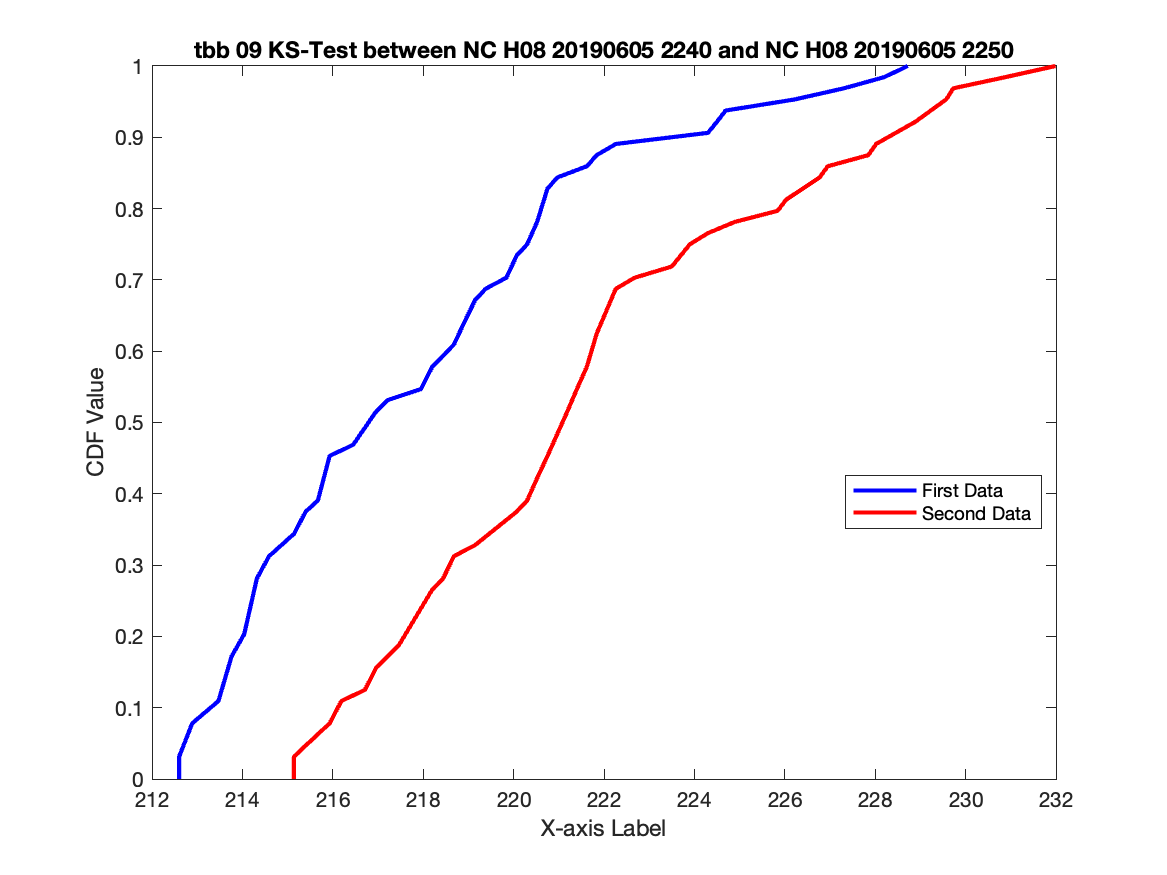 tbb 09 KS-Test between NC H08 20190605 2240 and NC H08 20190605 2250
1
0.9
0.8
0.7
0.6
0.5
0.4
0.3
0.2
0.1
0
CDF Value
First Data
Second Data
212 214 216 218 220 222 224 226 228 230 232
X-axis Label